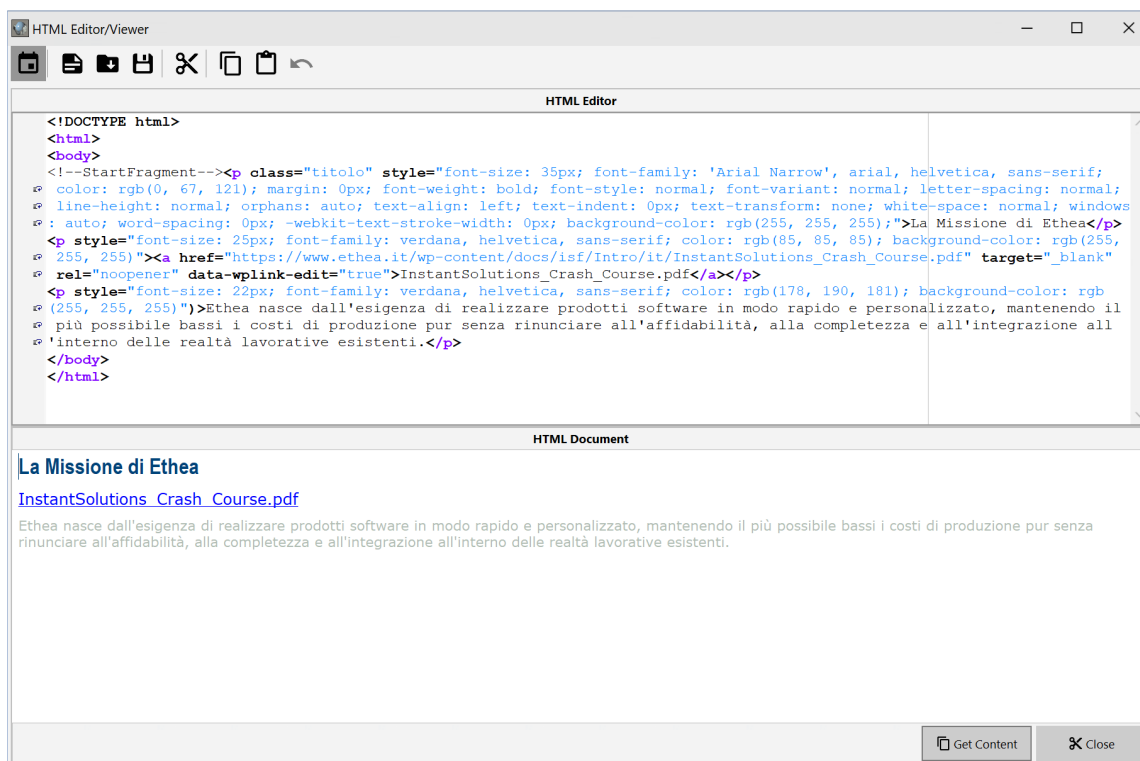 HTML Editor/Viewer
HTML Editor
<!DOCTYPE html>
<html>
<body>
<!--StartFragment--><p class="titolo" style="font-size: 35px; font-family: 'Arial Narrow', arial, helvetica, sans-serif;
color: rgb(0, 67, 121); margin: 0px; font-weight: bold; font-style: normal; font-variant: normal; letter-spacing: normal;
line-height: normal; orphans: auto; text-align: left; text-indent: 0px; text-transform: none; white-space: normal; windows
: auto; word-spacing: 0px; -webkit-text-stroke-width: 0px; background-color: rgb(255, 255, 255);">La Missione di Ethea</p>
<p style="font-size: 25px; font-family: verdana, helvetica, sans-serif; color: rgb(85, 85, 85); background-color: rgb(255,
255, 255)"><a href="https://www.ethea.it/wp-content/docs/isf/Intro/it/InstantSolutions_Crash_Course.pdf" target="_blank"
rel="noopener" data-wplink-edit="true">InstantSolutions_Crash_Course.pdf</a></p>
<p style="font-size: 22px; font-family: verdana, helvetica, sans-serif; color: rgb(178, 190, 181); background-color: rgb
(255, 255, 255)")>Ethea nasce dall'esigenza di realizzare prodotti software in modo rapido e personalizzato, mantenendo il
più possibile bassi i costi di produzione pur senza rinunciare all'affidabilità, alla completezza e all'integrazione all
'interno delle realtà lavorative esistenti.</p>
</body>
</html>
HTML Document
La Missione di Ethea
InstantSolutions_Crash_Course.pdf
Ethea nasce dall'esigenza di realizzare prodotti software in modo rapido e personalizzato, mantenendo il più possibile bassi i costi di produzione pur senza
rinunciare all'affidabilità, alla completezza e all'integrazione all'interno delle realtà lavorative esistenti.
Get Content Close